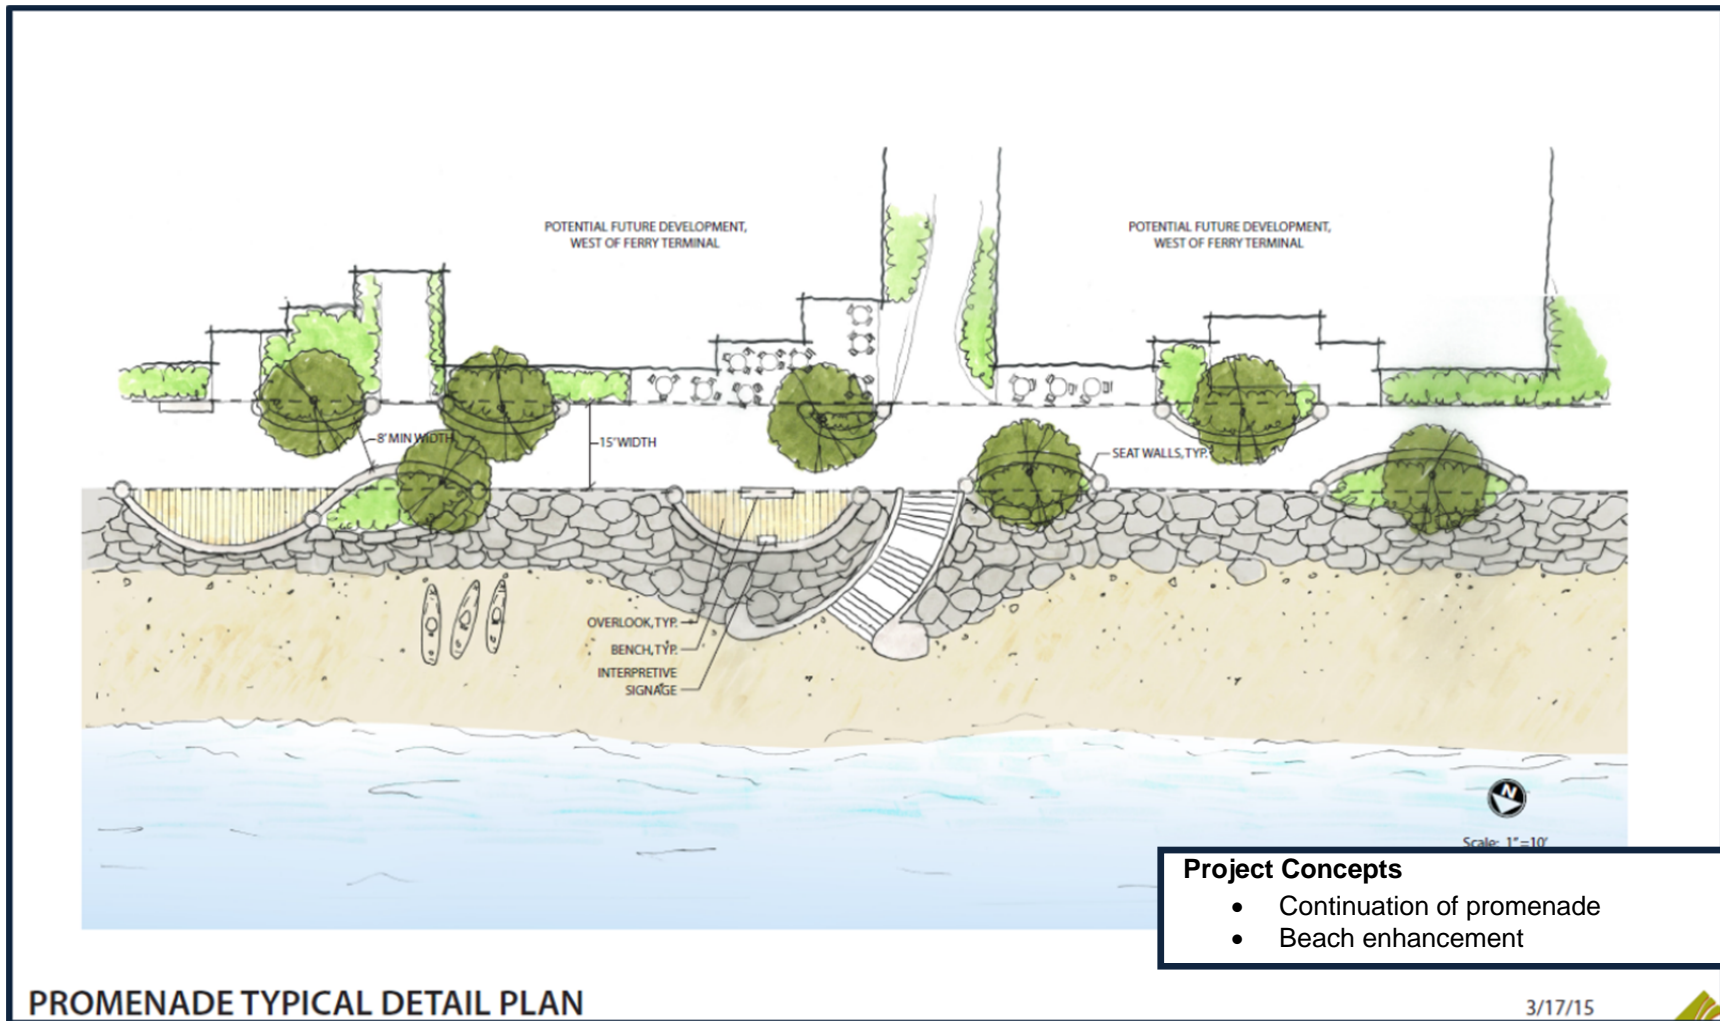 POTENTIAL FUTURE DEVELOPMENT,
WEST OF FERRY TERMINAL
POTENTIAL FUTURE DEVELOPMENT,
WEST OF FERRY TERMINAL
8' MIN WIDTH
15' WIDTH
SEAT WALLS, TYP.
OVERLOOK, TYP.
BENCH, TYP.
INTERPRETIVE
SIGNAGE
N
Scale: 1"=10'
Project Concepts
• Continuation of promenade
• Beach enhancement
PROMENADE TYPICAL DETAIL PLAN
3/17/15